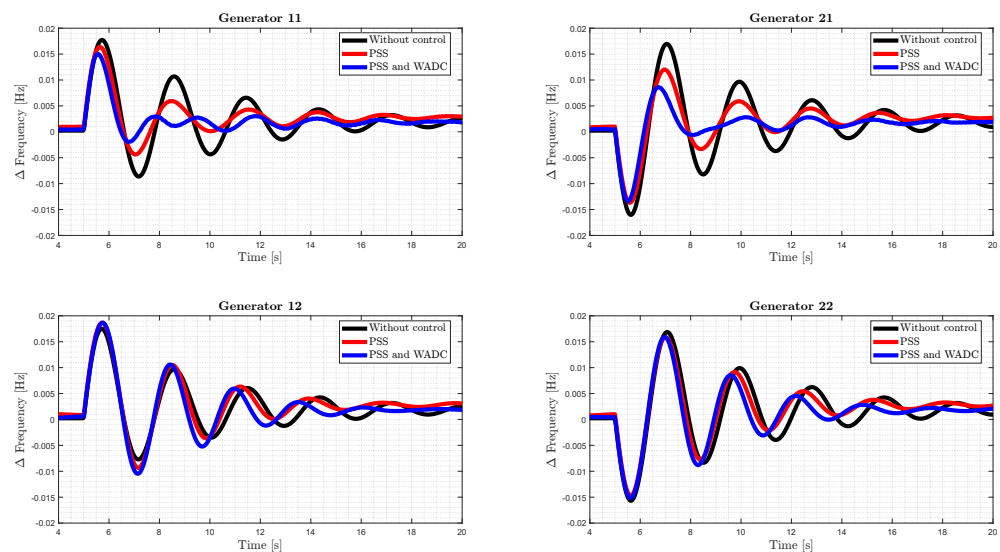 Generator 11
Δ Frequency [Hz]
0.02
0.015
0.01
0.005
0
-0.005
-0.01
-0.015
-0.02
Without control
PSS
PSS and WADC
4 6 8 10 12 14 16 18 20
Time [s]
Generator 21
Δ Frequency [Hz]
0.02
0.015
0.01
0.005
0
-0.005
-0.01
-0.015
-0.02
Without control
PSS
PSS and WADC
4 6 8 10 12 14 16 18 20
Time [s]
Generator 12
Δ Frequency [Hz]
0.02
0.015
0.01
0.005
0
-0.005
-0.01
-0.015
-0.02
Without control
PSS
PSS and WADC
4 6 8 10 12 14 16 18 20
Time [s]
Generator 22
Δ Frequency [Hz]
0.02
0.015
0.01
0.005
0
-0.005
-0.01
-0.015
-0.02
Without control
PSS
PSS and WADC
4 6 8 10 12 14 16 18 20
Time [s]